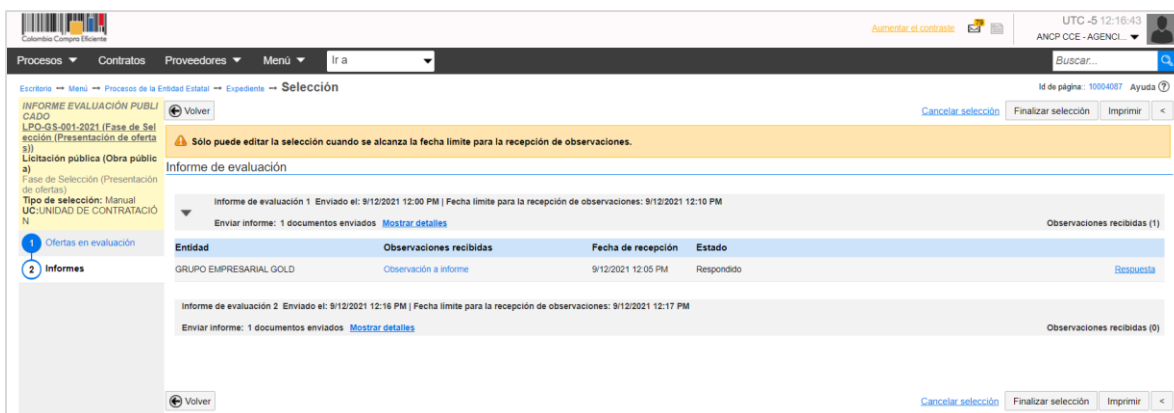 Colombia Compra Eficiente
Aumentar el contraste
UTC -5 12:16:43
ANCP CCE - AGENCI...
Procesos Contratos Proveedores Menú Ir a Buscar...
Escritorio → Menú → Procesos de la Entidad Estatal → Expediente → Selección
Id de página:: 10004087 Ayuda ?
INFORME EVALUACIÓN PUBLI
CADO
LPO-GS-001-2021 (Fase de Sel
ección (Presentación de oferta
s))
Licitación pública (Obra públic
a)
Fase de Selección (Presentación
de ofertas)
Tipo de selección: Manual
UC:UNIDAD DE CONTRATACIÓ
N
1 Ofertas en evaluación
2 Informes
Volver
Cancelar selección Finalizar selección Imprimir <
Sólo puede editar la selección cuando se alcanza la fecha límite para la recepción de observaciones.
Informe de evaluación
Informe de evaluación 1 Enviado el: 9/12/2021 12:00 PM | Fecha límite para la recepción de observaciones: 9/12/2021 12:10 PM
Enviar informe: 1 documentos enviados Mostrar detalles Observaciones recibidas (1)
Entidad Observaciones recibidas Fecha de recepción Estado
GRUPO EMPRESARIAL GOLD Observación a informe 9/12/2021 12:05 PM Respondido Respuesta
Informe de evaluación 2 Enviado el: 9/12/2021 12:16 PM | Fecha límite para la recepción de observaciones: 9/12/2021 12:17 PM
Enviar informe: 1 documentos enviados Mostrar detalles Observaciones recibidas (0)
Volver
Cancelar selección Finalizar selección Imprimir <